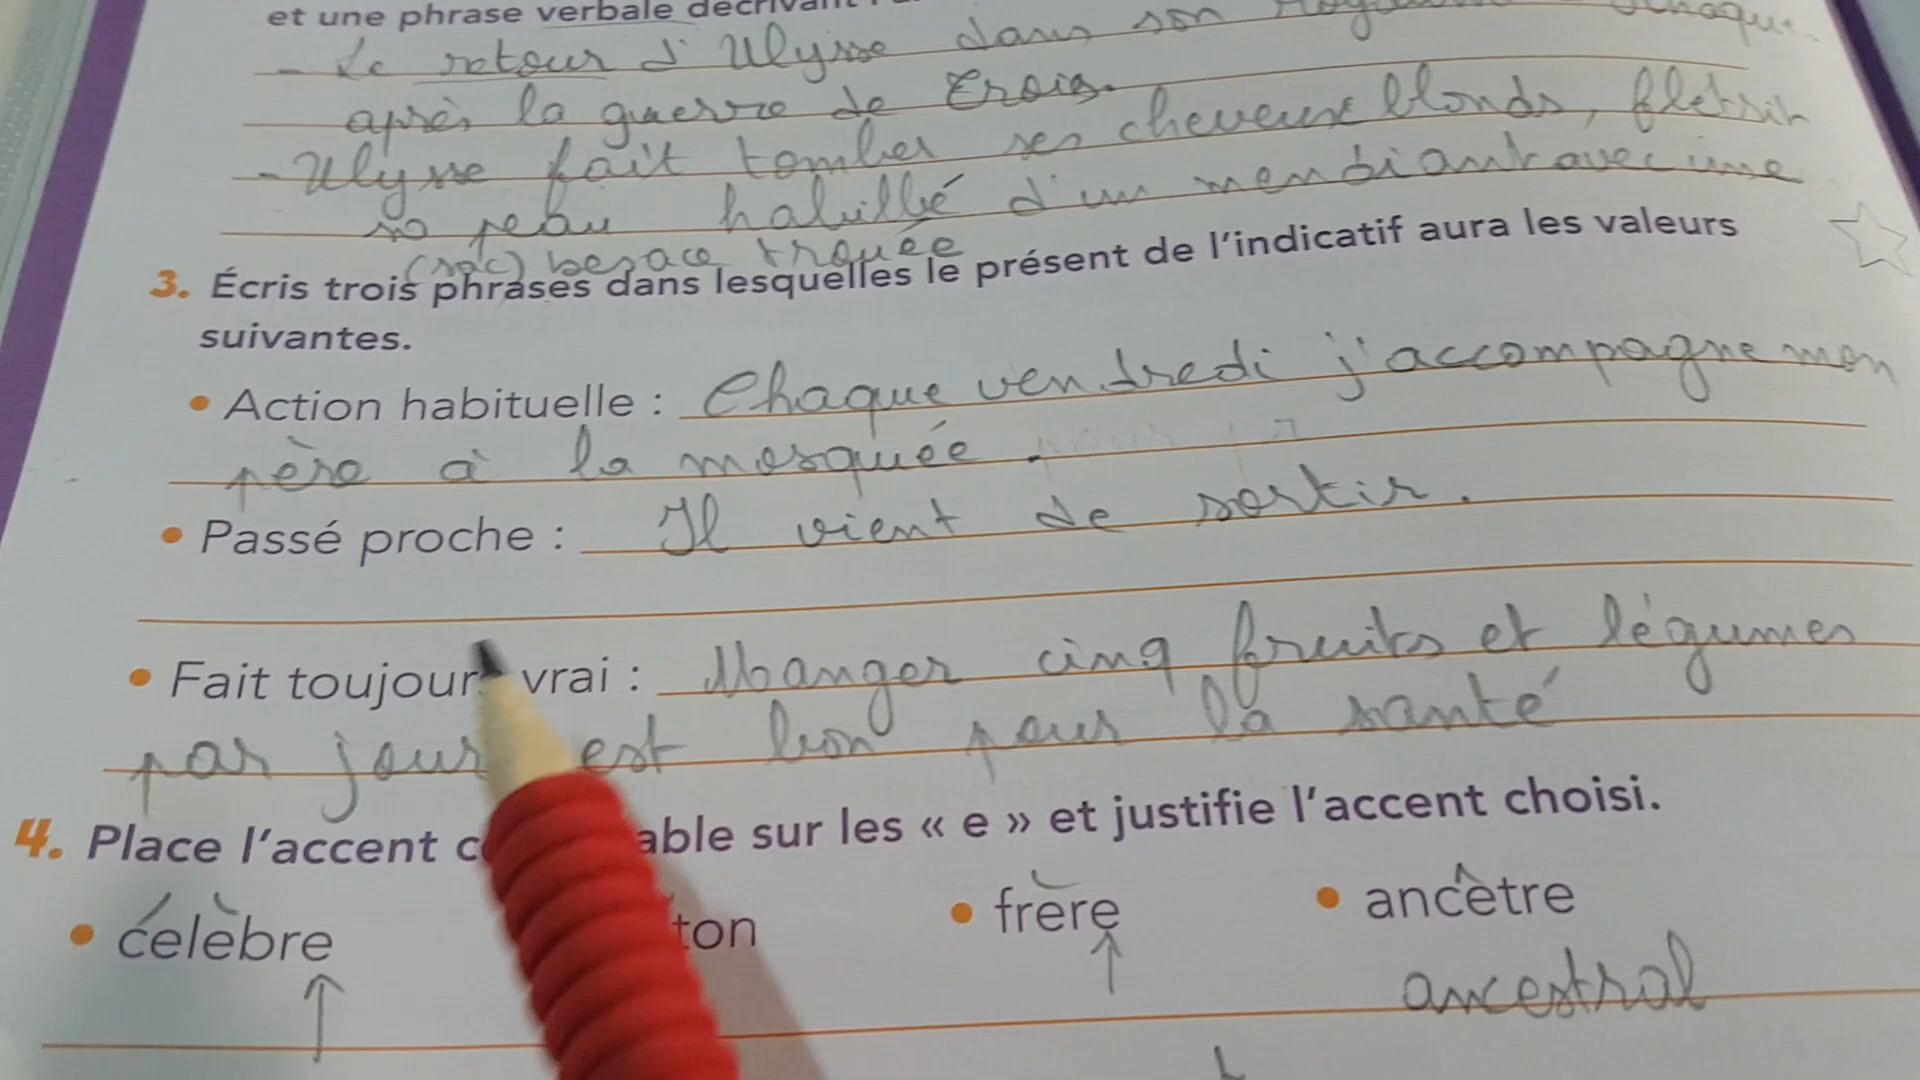 et une phrase verbale décrivant
- Le retour d'Ulysse dans son
après la guerre de Troie.
- Ulysse fait tomber ses cheveux blonds, flétrir
sa peau habillé d'un mendiant avec une
(sac) besace trouée
3. Écris trois phrases dans lesquelles le présent de l'indicatif aura les valeurs
suivantes.
• Action habituelle : Chaque vendredi j'accompagne mon
père à la mosquée.
• Passé proche : Il vient de sortir.
• Fait toujours vrai : Manger cinq fruits et légumes
par jour est bon pour la santé
4. Place l'accent c able sur les « e » et justifie l'accent choisi.
• célèbre ton • frère • ancêtre
ancestral